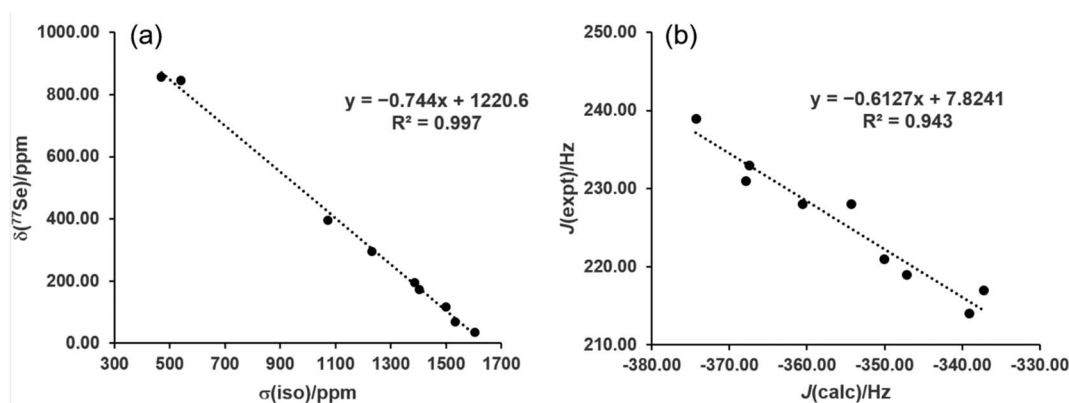 (a)
1000.00
800.00
600.00
400.00
200.00
0.00
δ(⁷⁷Se)/ppm
y = −0.744x + 1220.6
R² = 0.997
300 500 700 900 1100 1300 1500 1700
σ(iso)/ppm
(b)
250.00
240.00
230.00
220.00
210.00
J(expt)/Hz
y = −0.6127x + 7.8241
R² = 0.943
-380.00 -370.00 -360.00 -350.00 -340.00 -330.00
J(calc)/Hz